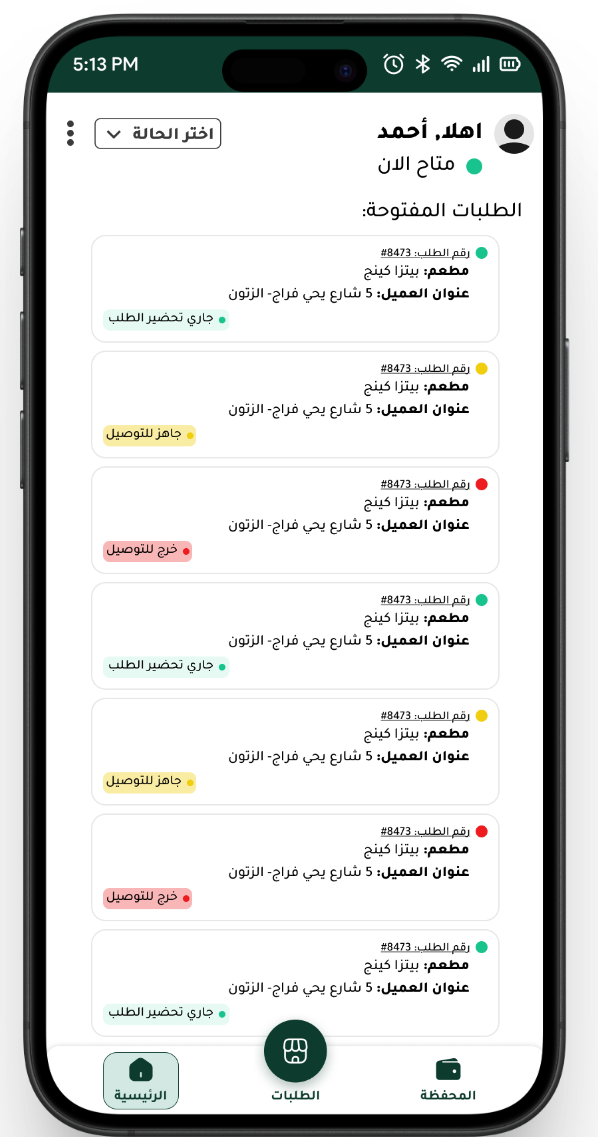 5:13 PM
اهلا, أحمد
اختر الحالة
متاح الان
الطلبات المفتوحة:
رقم الطلب: 8473#
مطعم: بيتزا كينج
عنوان العميل: 5 شارع يحي فراج- الزتون
جاري تحضير الطلب
رقم الطلب: 8473#
مطعم: بيتزا كينج
عنوان العميل: 5 شارع يحي فراج- الزتون
جاهز للتوصيل
رقم الطلب: 8473#
مطعم: بيتزا كينج
عنوان العميل: 5 شارع يحي فراج- الزتون
خرج للتوصيل
رقم الطلب: 8473#
مطعم: بيتزا كينج
عنوان العميل: 5 شارع يحي فراج- الزتون
جاري تحضير الطلب
رقم الطلب: 8473#
مطعم: بيتزا كينج
عنوان العميل: 5 شارع يحي فراج- الزتون
جاهز للتوصيل
رقم الطلب: 8473#
مطعم: بيتزا كينج
عنوان العميل: 5 شارع يحي فراج- الزتون
خرج للتوصيل
رقم الطلب: 8473#
مطعم: بيتزا كينج
عنوان العميل: 5 شارع يحي فراج- الزتون
جاري تحضير الطلب
المحفظة
الطلبات
الرئيسية